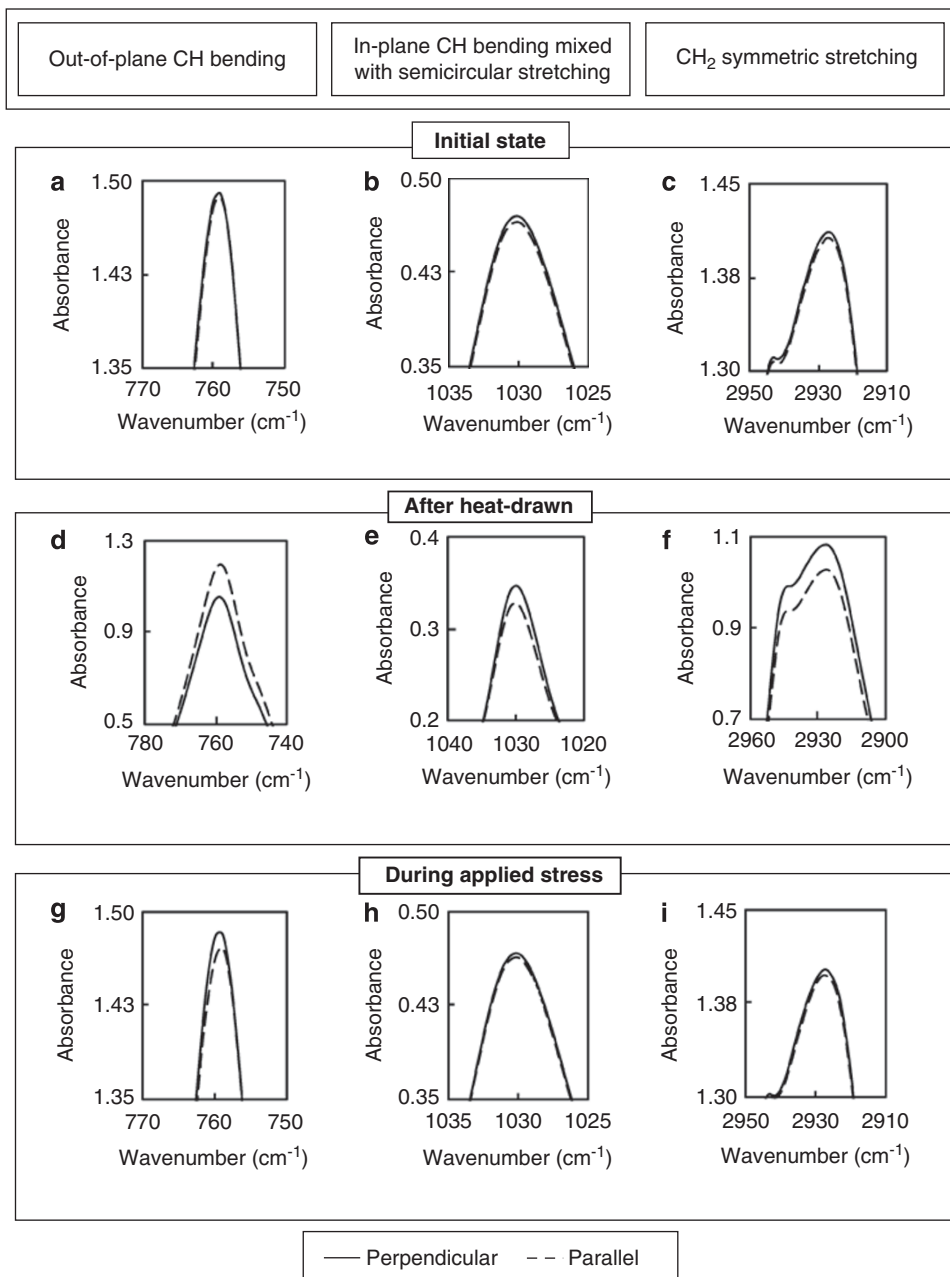 Out-of-plane CH bending
In-plane CH bending mixed
with semicircular stretching
CH2 symmetric stretching
Initial state
a
1.50
1.43
1.35
770 760 750
Absorbance
Wavenumber (cm-1)
b
0.50
0.43
0.35
1035 1030 1025
Absorbance
Wavenumber (cm-1)
c
1.45
1.38
1.30
2950 2930 2910
Absorbance
Wavenumber (cm-1)
After heat-drawn
d
1.3
0.9
0.5
780 760 740
Absorbance
Wavenumber (cm-1)
e
0.4
0.3
0.2
1040 1030 1020
Absorbance
Wavenumber (cm-1)
f
1.1
0.9
0.7
2960 2930 2900
Absorbance
Wavenumber (cm-1)
During applied stress
g
1.50
1.43
1.35
770 760 750
Absorbance
Wavenumber (cm-1)
h
0.50
0.43
0.35
1035 1030 1025
Absorbance
Wavenumber (cm-1)
i
1.45
1.38
1.30
2950 2930 2910
Absorbance
Wavenumber (cm-1)
Perpendicular Parallel